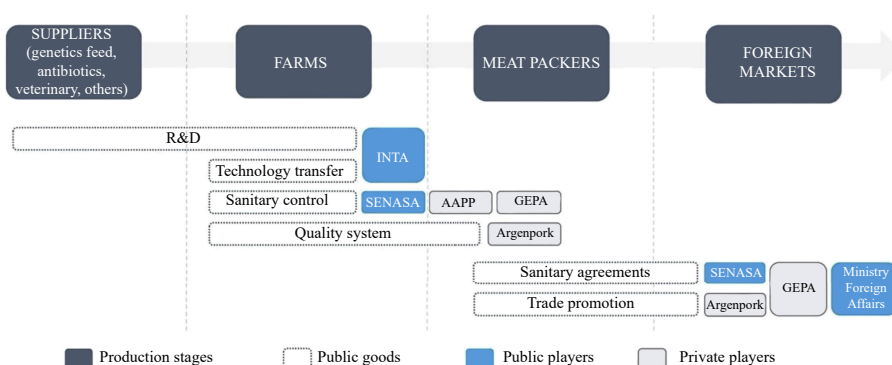 SUPPLIERS
(genetics feed,
antibiotics,
veterinary, others)
FARMS
MEAT PACKERS
FOREIGN
MARKETS
R&D
INTA
Technology transfer
Sanitary control
SENASA
AAPP
GEPA
Quality system
Argenpork
Sanitary agreements
SENASA
GEPA
Ministry
Foreign
Affairs
Trade promotion
Argenpork
Production stages
Public goods
Public players
Private players